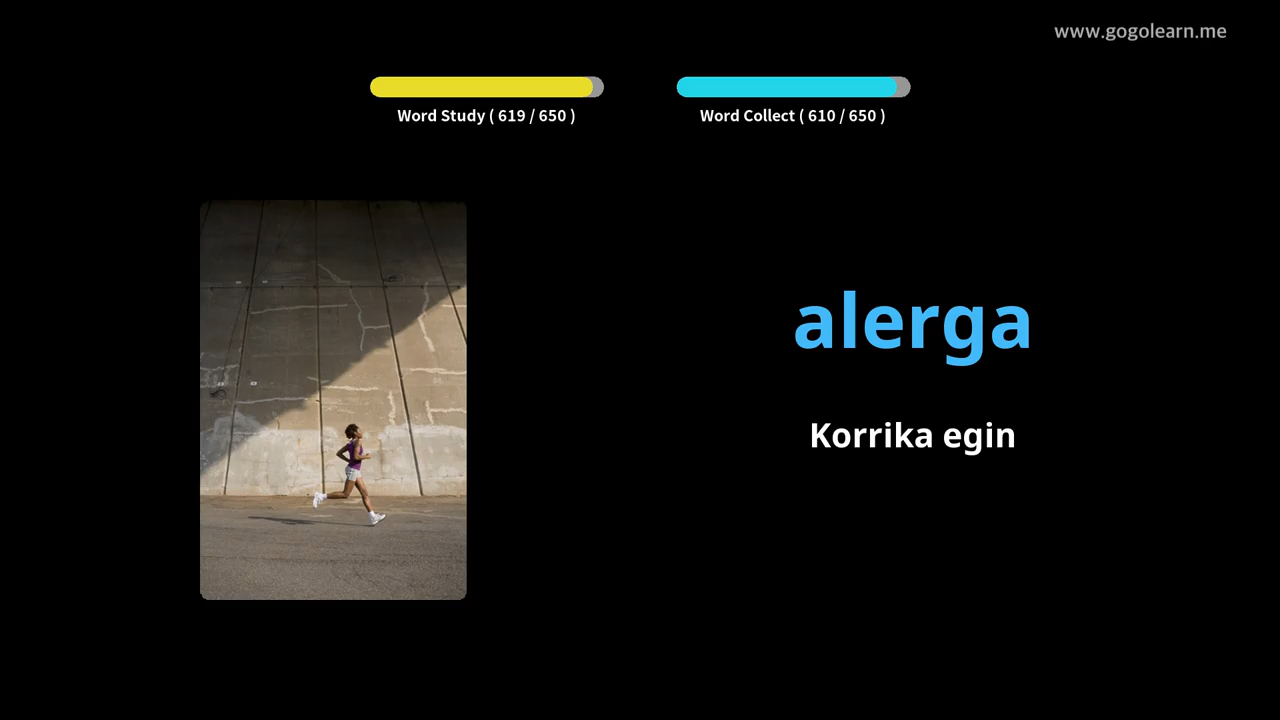 www.gogolearn.me
Word Study ( 619 / 650 )
Word Collect ( 610 / 650 )
alerga
Korrika egin